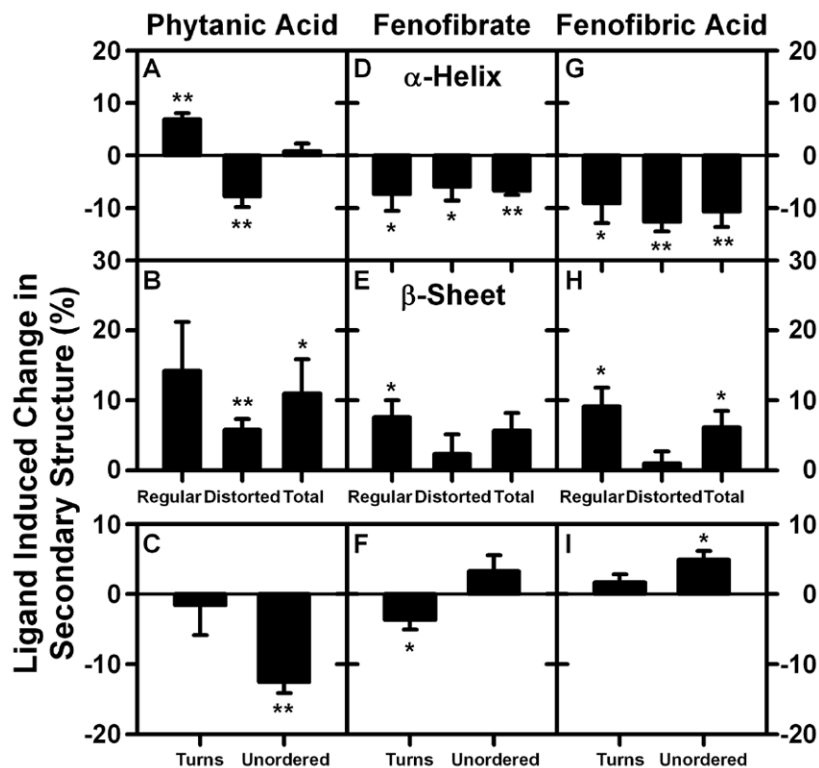 Phytanic Acid Fenofibrate Fenofibric Acid
20 20
A D G
α-Helix
** 
10 10
0 0
** * * ** * ** **
-10 -10
30 30
B E H
β-Sheet
20 20
** * * * *
10 10
0 0
Regular Distorted Total Regular Distorted Total Regular Distorted Total
10 10
C F I
*
0 0
*
-10 -10
**
-20 -20
Turns Unordered Turns Unordered Turns Unordered
Ligand Induced Change in
Secondary Structure (%)